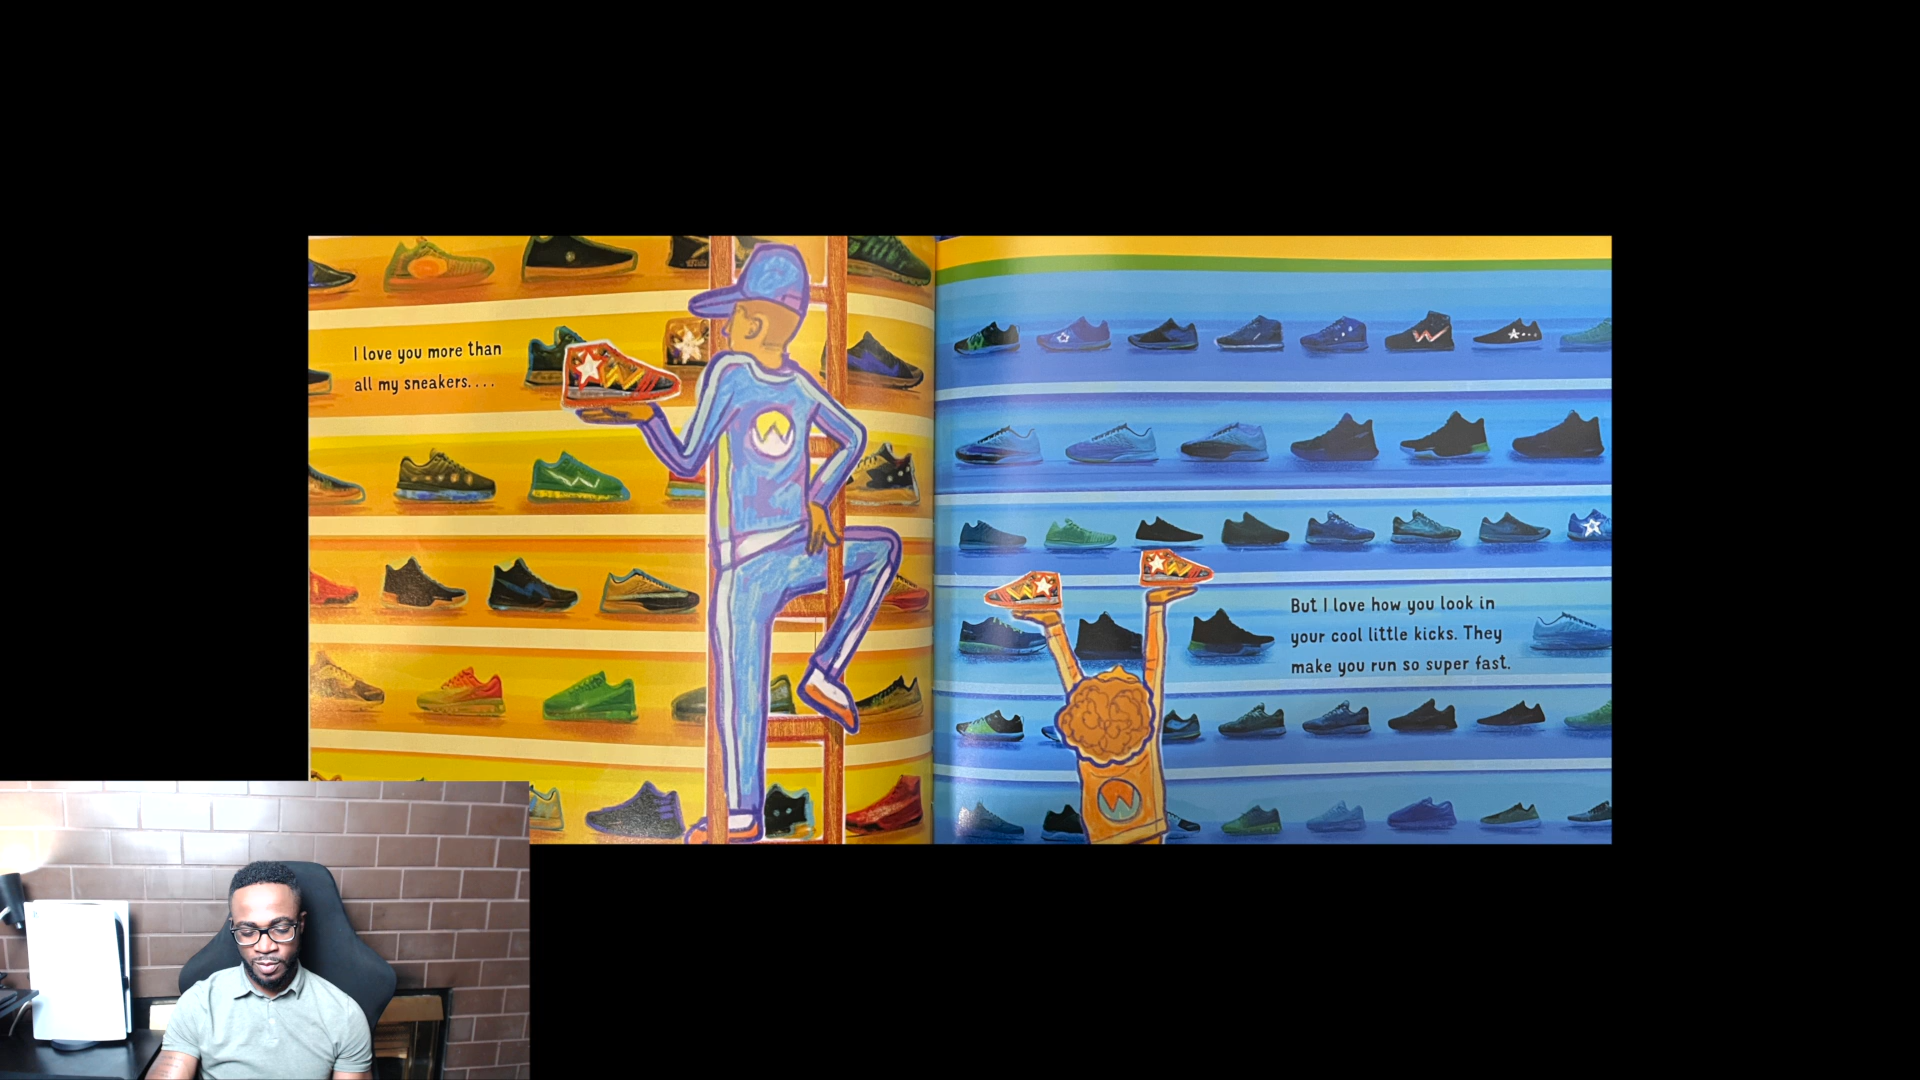 I love you more than
all my sneakers....
But I love how you look in
your cool little kicks. They
make you run so super fast.